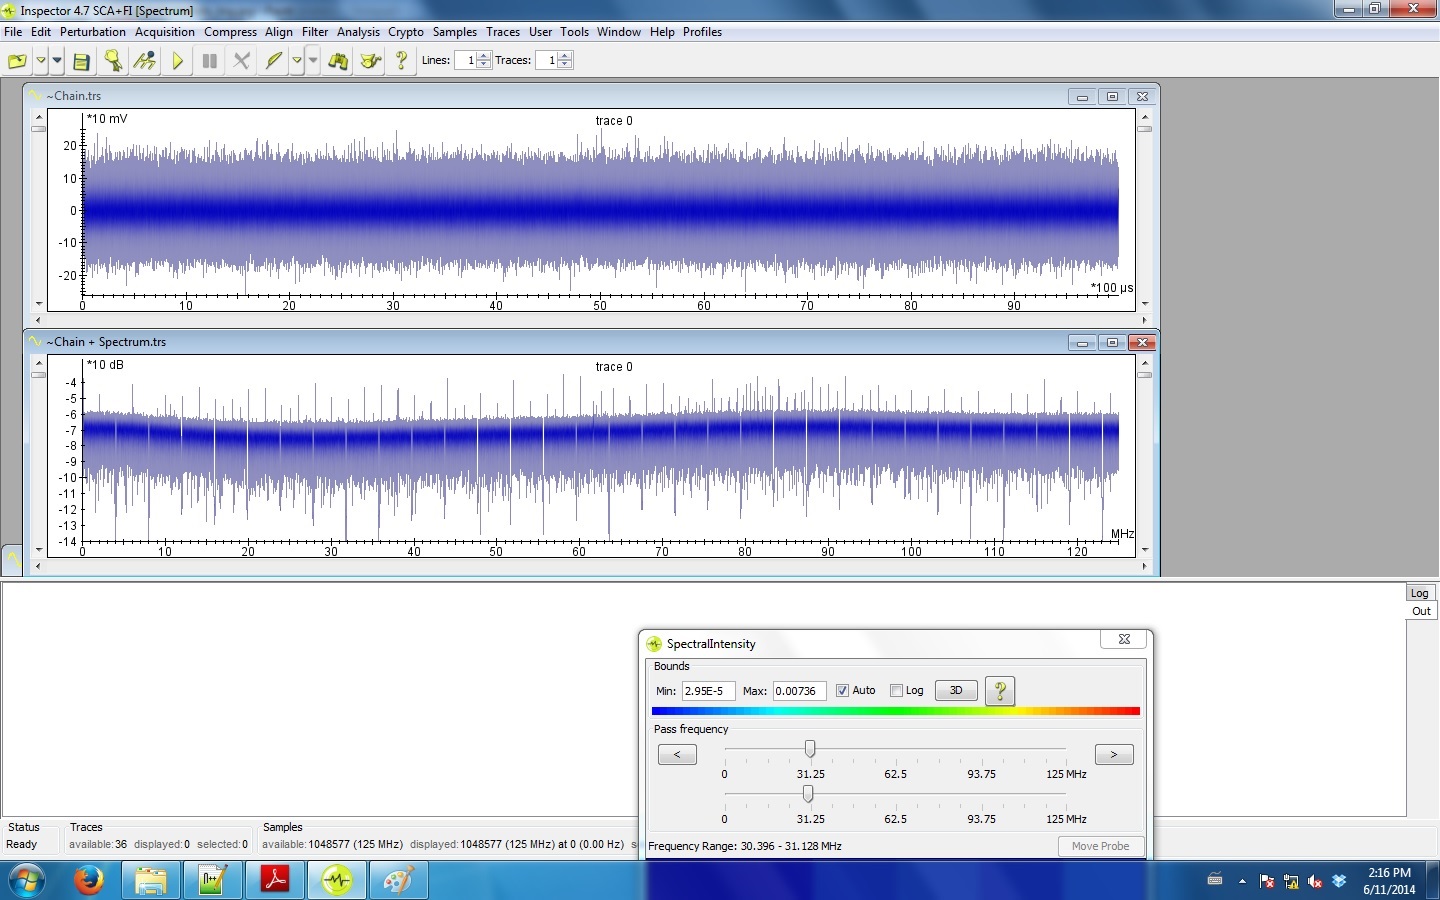 Inspector 4.7 SCA+FI [Spectrum]
File Edit Perturbation Acquisition Compress Align Filter Analysis Crypto Samples Traces User Tools Window Help Profiles
Lines: 1 Traces: 1
~Chain.trs
*10 mV
trace 0
20
10
0
-10
-20
*100 µs
0 10 20 30 40 50 60 70 80 90
~Chain + Spectrum.trs
*10 dB
trace 0
-4
-5
-6
-7
-8
-9
-10
-11
-12
-13
-14
MHz
0 10 20 30 40 50 60 70 80 90 100 110 120
Log
Out
SpectralIntensity
Bounds
Min: 2.95E-5 Max: 0.00736 Auto Log 3D ?
Pass frequency
< >
0 31.25 62.5 93.75 125 MHz
0 31.25 62.5 93.75 125 MHz
Frequency Range: 30.396 - 31.128 MHz Move Probe
Status Traces Samples
Ready available: 36 displayed: 0 selected: 0 available: 1048577 (125 MHz) displayed: 1048577 (125 MHz) at 0 (0.00 Hz)
2:16 PM
6/11/2014